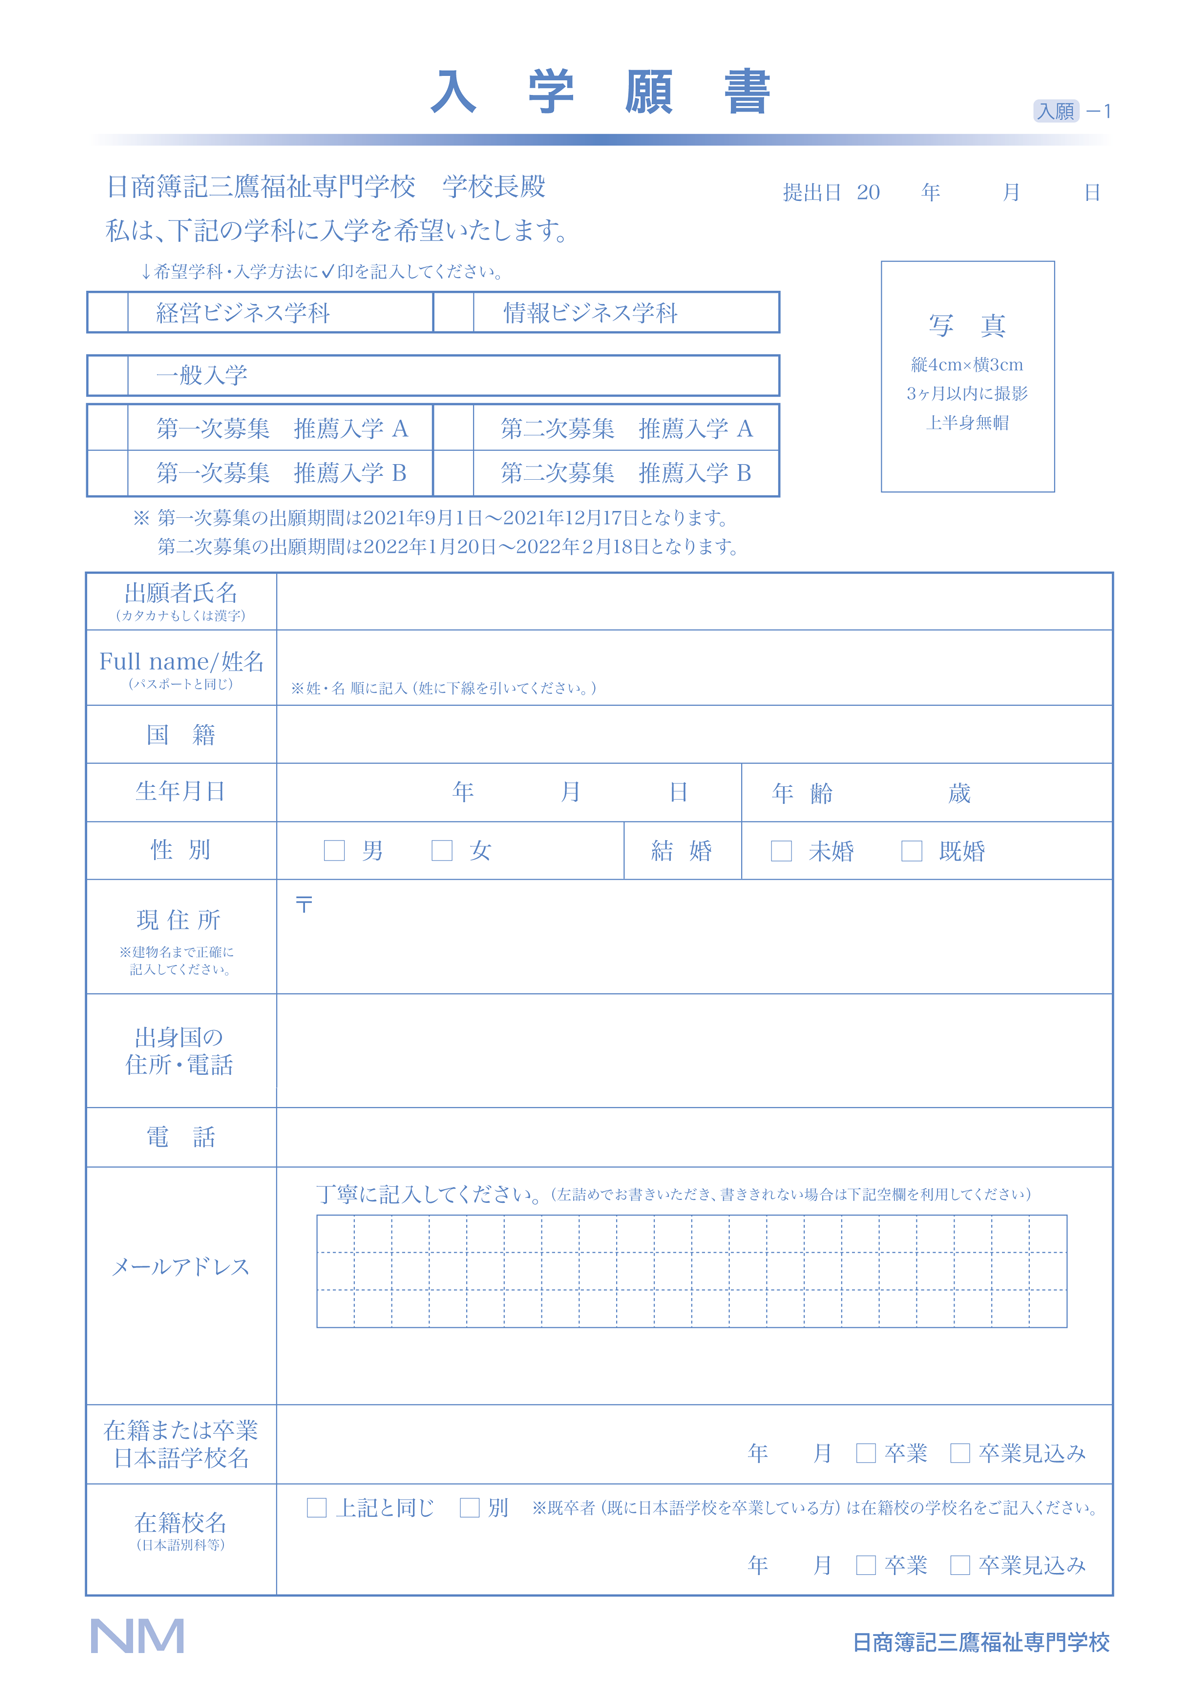 入学願書
入願 －1
日商簿記三鷹福祉専門学校　学校長殿
提出日 20　年　月　日
私は、下記の学科に入学を希望いたします。
↓希望学科・入学方法に✓印を記入してください。
経営ビジネス学科　情報ビジネス学科
一般入学
第一次募集　推薦入学 A　第二次募集　推薦入学 A
第一次募集　推薦入学 B　第二次募集　推薦入学 B
写　真
縦4cm×横3cm
3ヶ月以内に撮影
上半身無帽
※ 第一次募集の出願期間は2021年9月1日～2021年12月17日となります。
第二次募集の出願期間は2022年1月20日～2022年2月18日となります。
出願者氏名
（カタカナもしくは漢字）
Full name/姓名
（パスポートと同じ）
※姓・名 順に記入（姓に下線を引いてください。）
国　籍
生年月日　年　月　日　年 齢　歳
性 別　□ 男　□ 女　結 婚　□ 未婚　□ 既婚
現 住 所
〒
※建物名まで正確に
記入してください。
出身国の
住所・電話
電　話
メールアドレス
丁寧に記入してください。（左詰めでお書きいただき、書ききれない場合は下記空欄を利用してください）
在籍または卒業
日本語学校名
年　月　□ 卒業　□ 卒業見込み
在籍校名
（日本語別科等）
□ 上記と同じ　□ 別　※既卒者（既に日本語学校を卒業している方）は在籍校の学校名をご記入ください。
年　月　□ 卒業　□ 卒業見込み
NM
日商簿記三鷹福祉専門学校